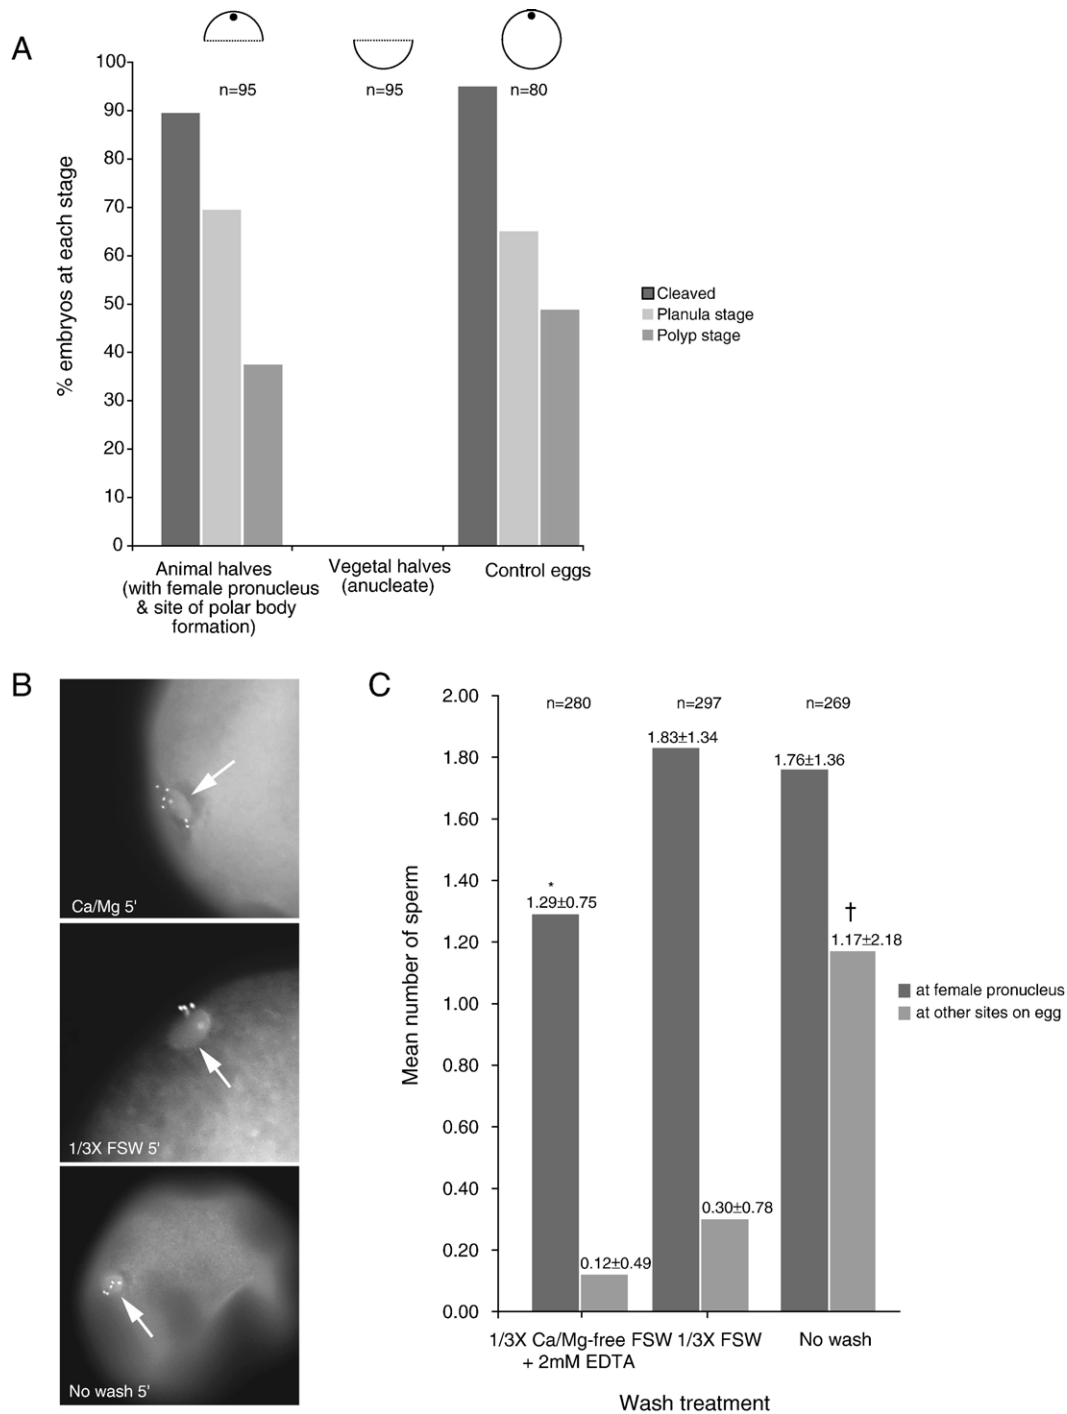 A
n=95
n=95
n=80
100
90
80
70
60
50
40
30
20
10
0
% embryos at each stage
Cleaved
Planula stage
Polyp stage
Animal halves
(with female pronucleus
& site of polar body
formation)
Vegetal halves
(anucleate)
Control eggs
B
Ca/Mg 5'
1/3X FSW 5'
No wash 5'
C
2.00
1.80
1.60
1.40
1.20
1.00
0.80
0.60
0.40
0.20
0.00
Mean number of sperm
n=280
n=297
n=269
1.83±1.34
1.76±1.36
*
1.29±0.75
†
1.17±2.18
0.30±0.78
0.12±0.49
at female pronucleus
at other sites on egg
1/3X Ca/Mg-free FSW
+ 2mM EDTA
1/3X FSW
No wash
Wash treatment